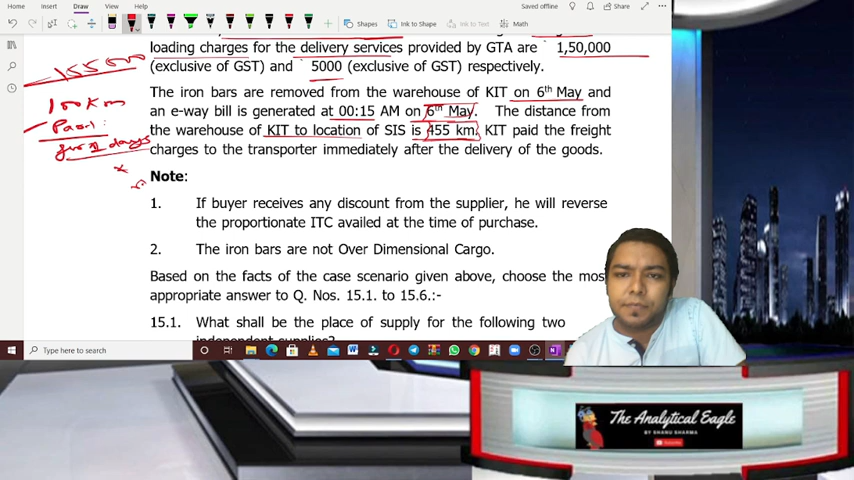 Home Insert Draw View Help Saved offline Share
Shapes Ink to Shape Ink to Text Math
loading charges for the delivery services provided by GTA are ` 1,50,000
(exclusive of GST) and ` 5000 (exclusive of GST) respectively.
155000
The iron bars are removed from the warehouse of KIT on 6th May and
100 Km
an e-way bill is generated at 00:15 AM on 6th May. The distance from
the warehouse of KIT to location of SIS is 455 km. KIT paid the freight
days
charges to the transporter immediately after the delivery of the goods.
Note:
1. If buyer receives any discount from the supplier, he will reverse
the proportionate ITC availed at the time of purchase.
2. The iron bars are not Over Dimensional Cargo.
Based on the facts of the case scenario given above, choose the most
appropriate answer to Q. Nos. 15.1. to 15.6.:-
15.1. What shall be the place of supply for the following two
independent supplies?
Type here to search
The Analytical Eagle
BY SHANU SHARMA